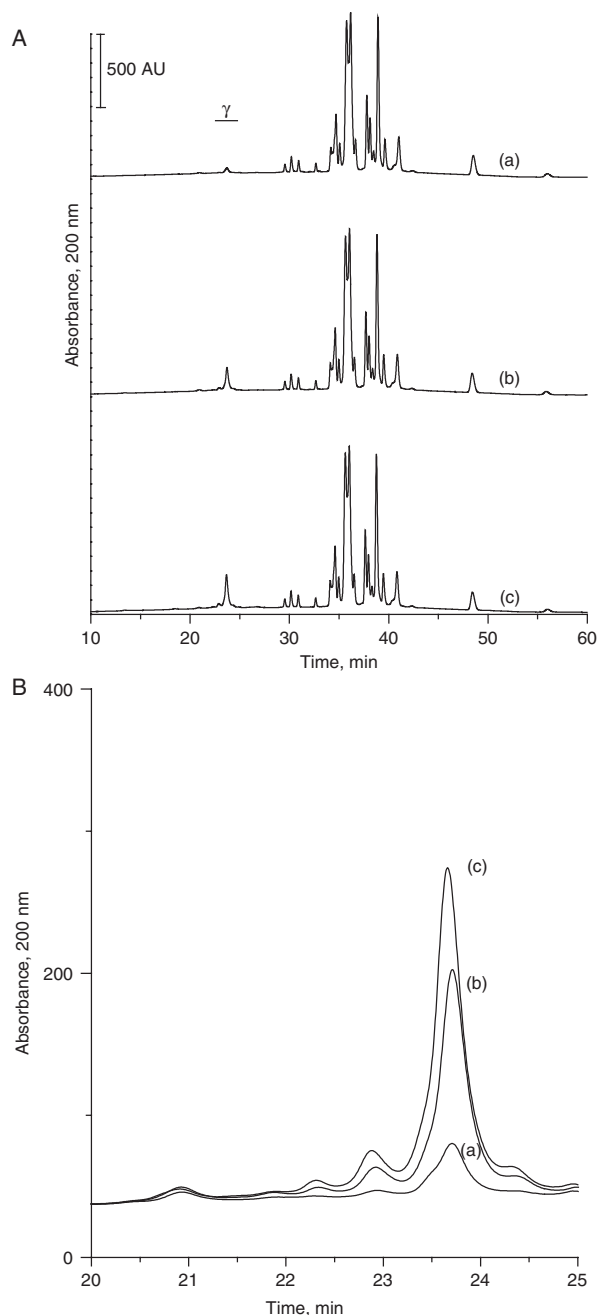 A
500 AU
γ
(a)
Absorbance, 200 nm
(b)
(c)
10 20 30 40 50 60
Time, min
B
400
(c)
Absorbance, 200 nm
200
(b)
(a)
0
20 21 22 23 24 25
Time, min